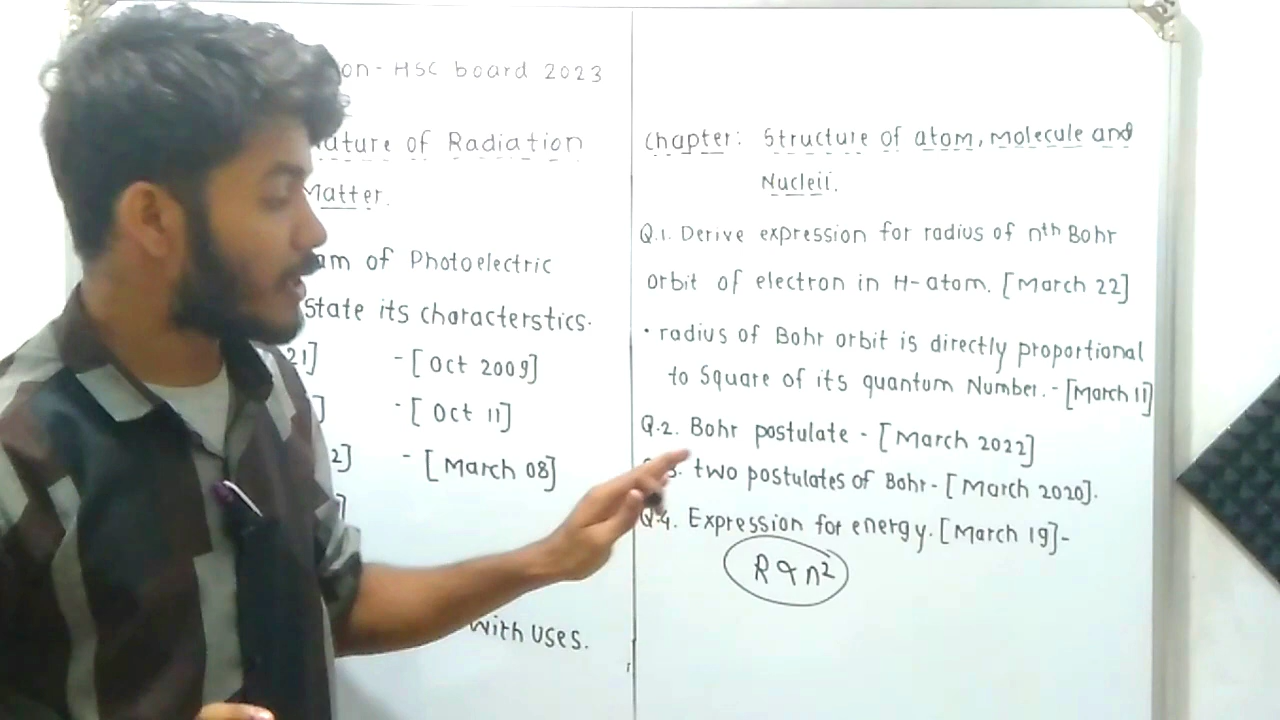 on - HSC board 2023
ature of Radiation
Matter.
am of Photoelectric
State its characterstics.
21] - [Oct 2009]
] - [Oct 11]
2] - [March 08]
]
with uses.
Chapter: Structure of atom, molecule and
Nucleii.
Q.1. Derive expression for radius of nth Bohr
orbit of electron in H-atom. [March 22]
• radius of Bohr orbit is directly proportional
to Square of its quantum Number. - [March 11]
Q.2. Bohr postulate - [March 2022]
3. two postulates of Bohr - [March 2020].
Q.4. Expression for energy. [March 19] -
R ∝ n²